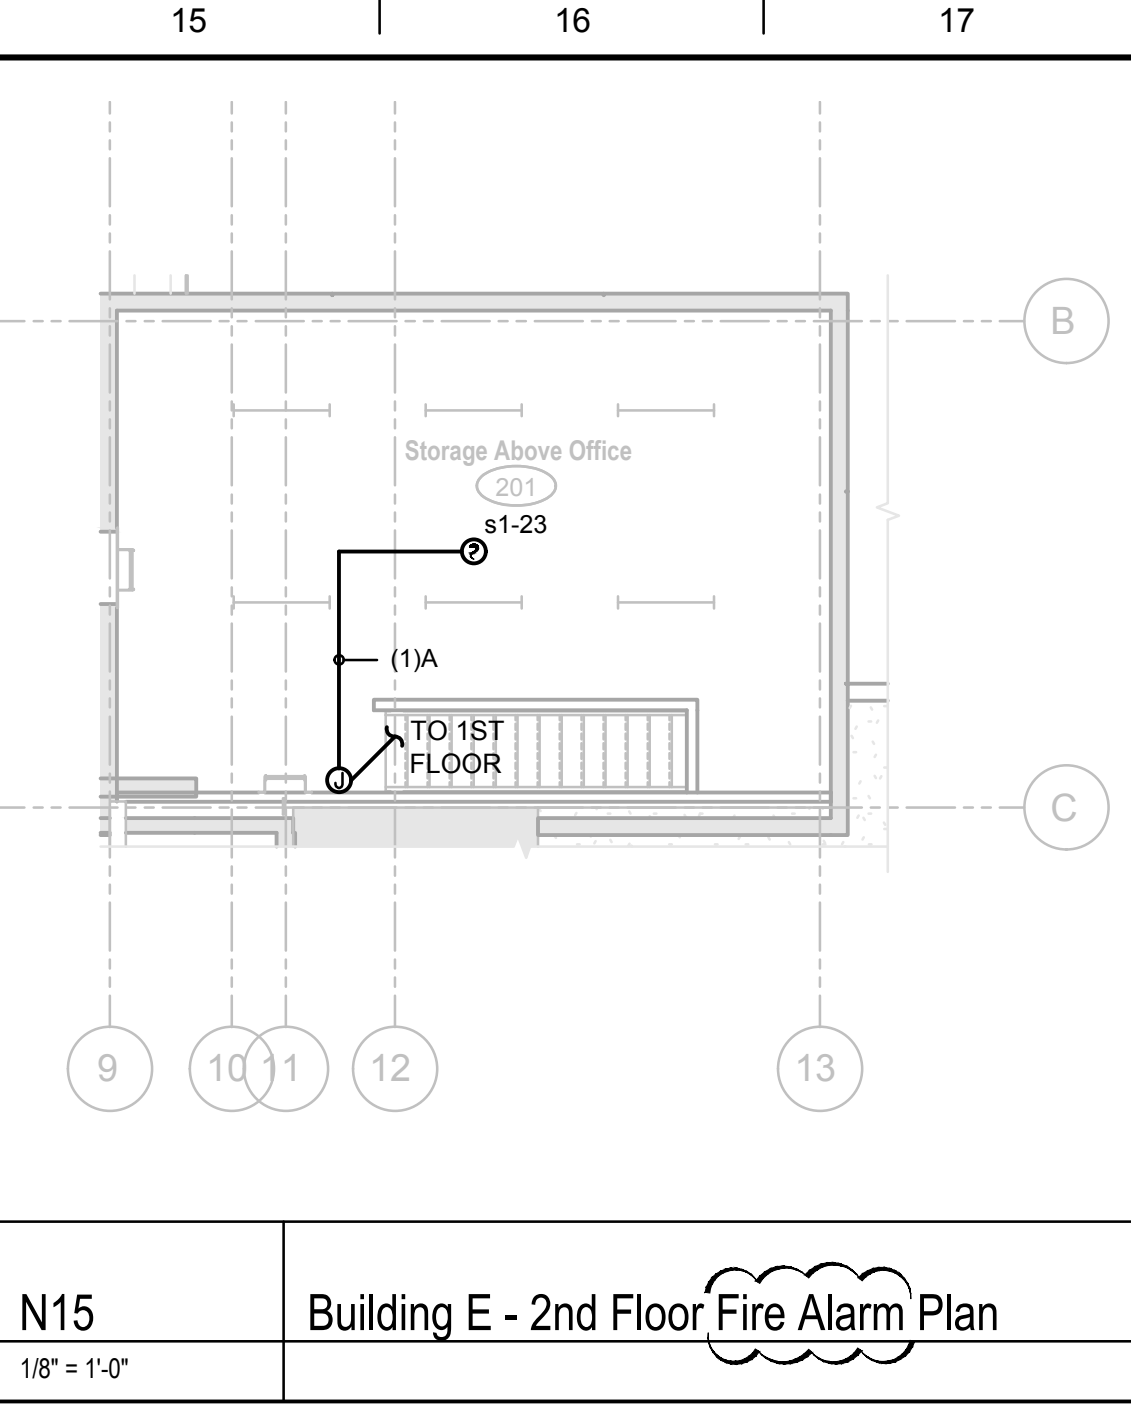 15
16
17
B
Storage Above Office
201
s1-23
(1)A
TO 1ST
FLOOR
J
C
9
10
11
12
13
N15
Building E - 2nd Floor Fire Alarm Plan
1/8" = 1'-0"